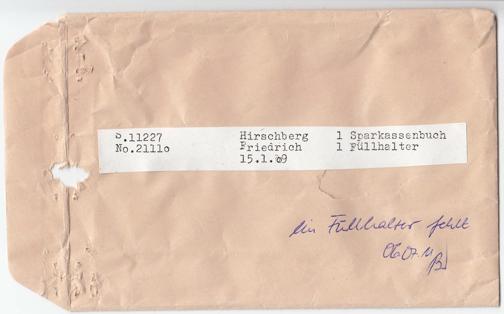 S.11227 Hirschberg 1 Sparkassenbuch
No.21110 Friedrich 1 Füllhalter
15.1.09
ein Füllhalter fehlt
06.07.11